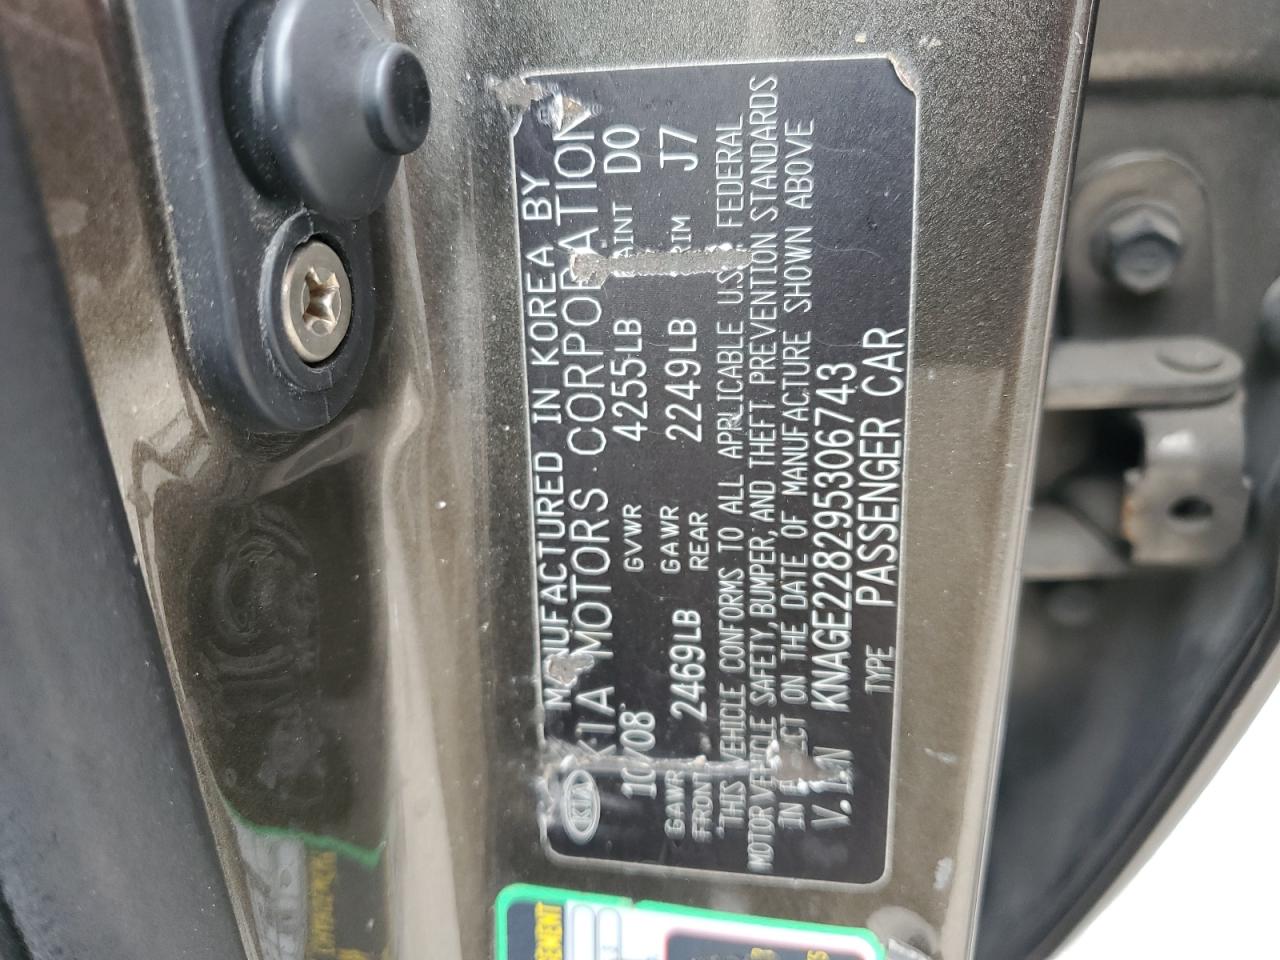 MANUFACTURED IN KOREA BY
KIA KIA MOTORS CORPORATION
10/08 GVWR 4255LB PAINT D0
GAWR FRONT 2469LB GAWR REAR 2249LB TRIM J7
THIS VEHICLE CONFORMS TO ALL APPLICABLE U.S. FEDERAL
MOTOR VEHICLE SAFETY, BUMPER, AND THEFT PREVENTION STANDARDS
IN EFFECT ON THE DATE OF MANUFACTURE SHOWN ABOVE
V.I.N KNAGE228295306743
TYPE PASSENGER CAR